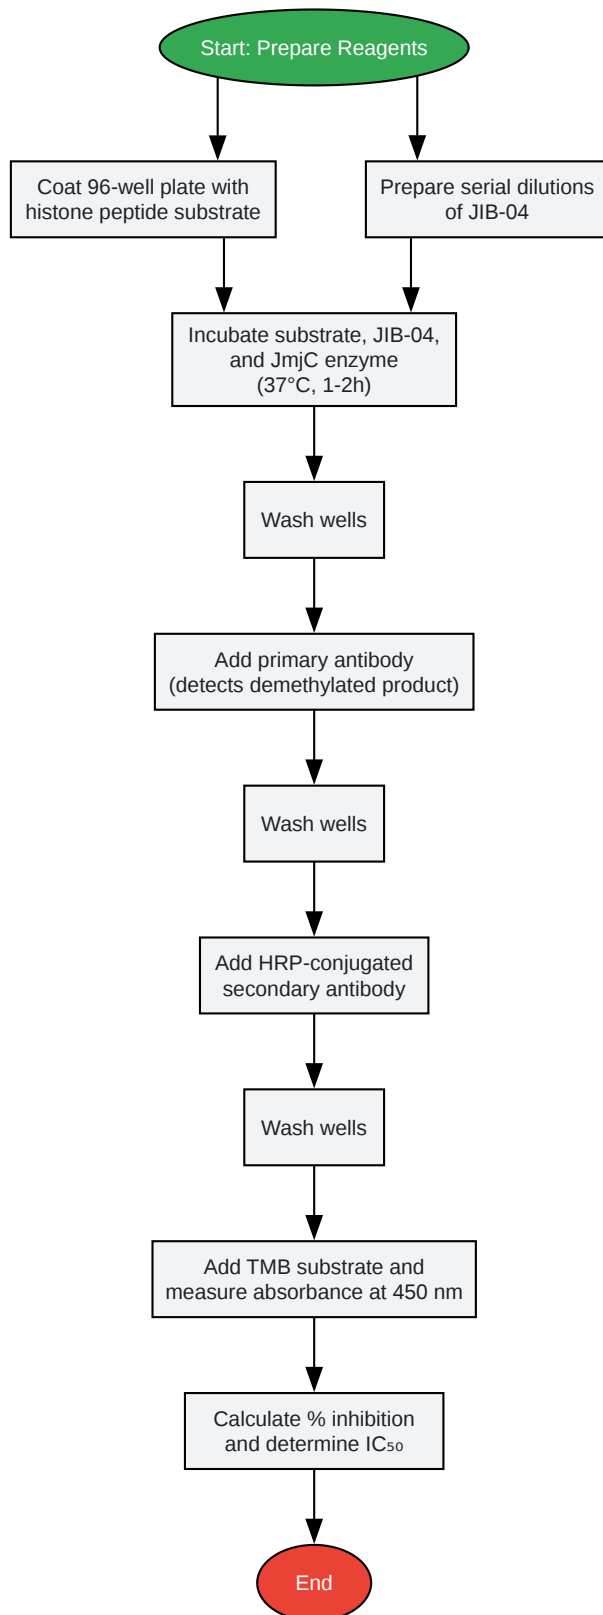 Start: Prepare Reagents
Coat 96-well plate with
histone peptide substrate
Prepare serial dilutions
of JIB-04
Incubate substrate, JIB-04,
and JmjC enzyme
(37°C, 1-2h)
Wash wells
Add primary antibody
(detects demethylated product)
Wash wells
Add HRP-conjugated
secondary antibody
Wash wells
Add TMB substrate and
measure absorbance at 450 nm
Calculate % inhibition
and determine IC₅₀
End